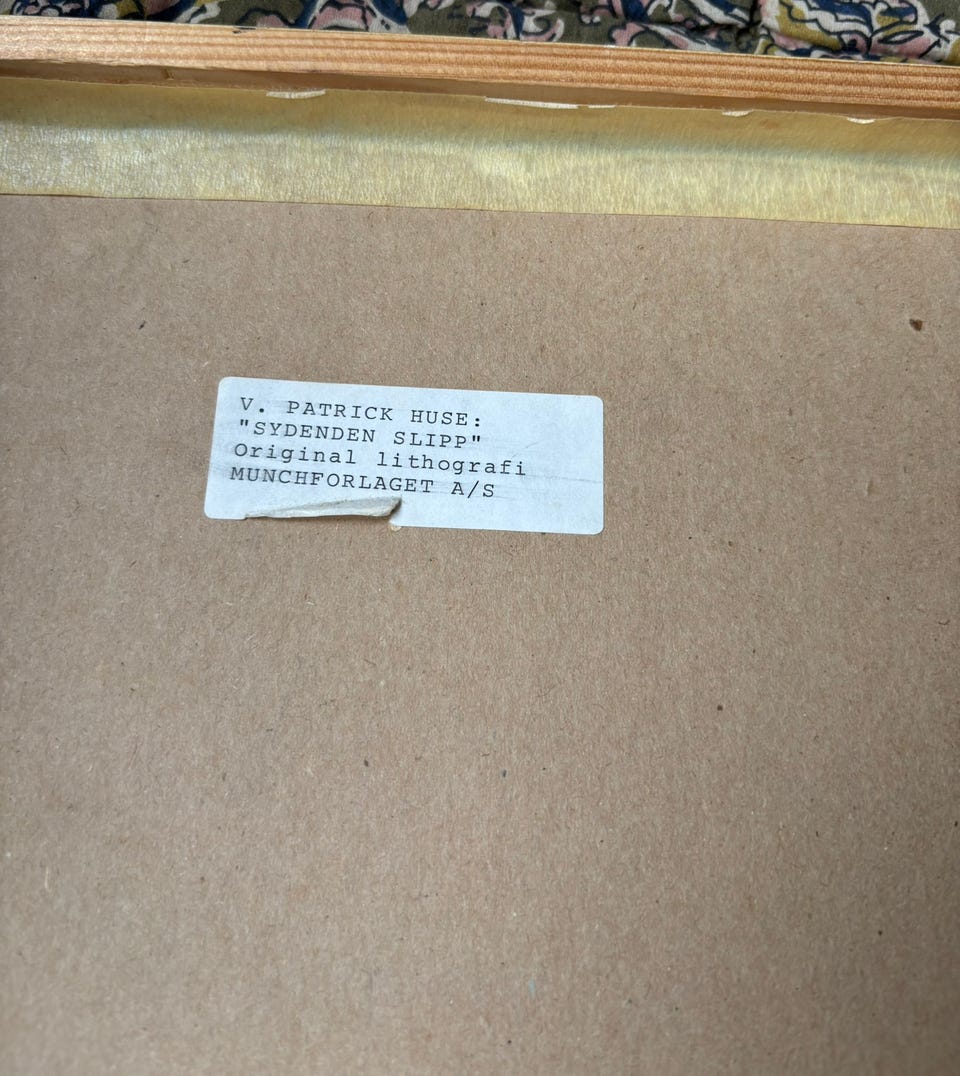 V. PATRICK HUSE:
"SYDENDEN SLIPP"
Original lithografi
MUNCHFORLAGET A/S